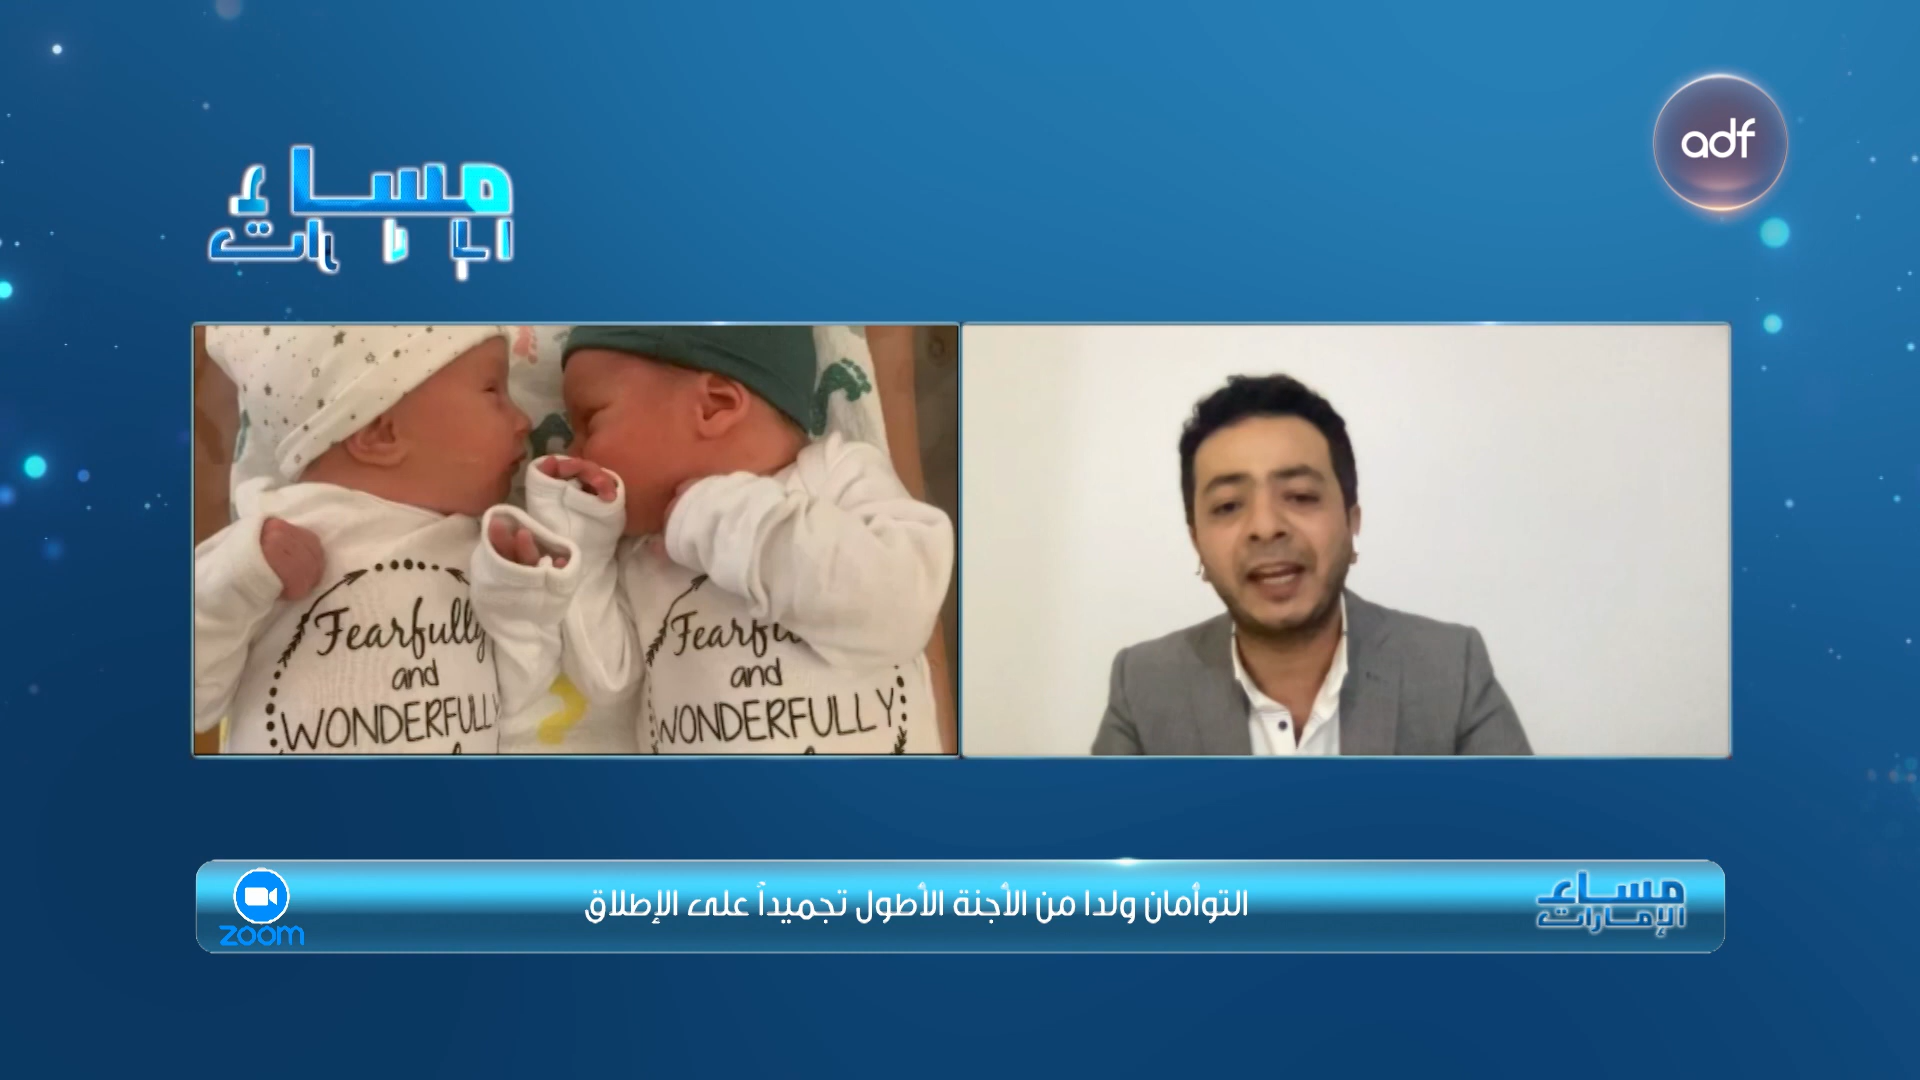 adf
مساء
الإمارات
Fearfully
and
WONDERFULLY
Fearfu
and
WONDERFULLY
التوأمان ولدا من الأجنة الأطول تجميداً على الإطلاق
مساء
الإمارات
zoom